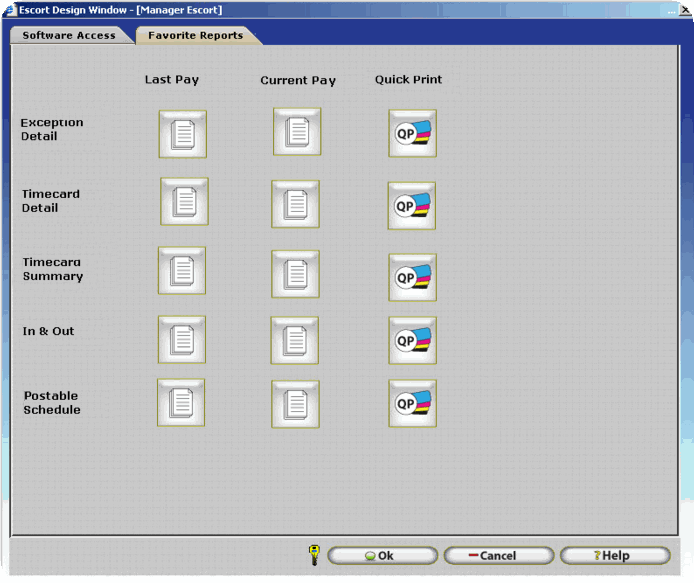 Escort Design Window - [Manager Escort]
Software Access
Favorite Reports
Last Pay
Current Pay
Quick Print
Exception
Detail
QP
Timecard
Detail
QP
Timecard
Summary
QP
In & Out
QP
Postable
Schedule
QP
Ok
Cancel
? Help